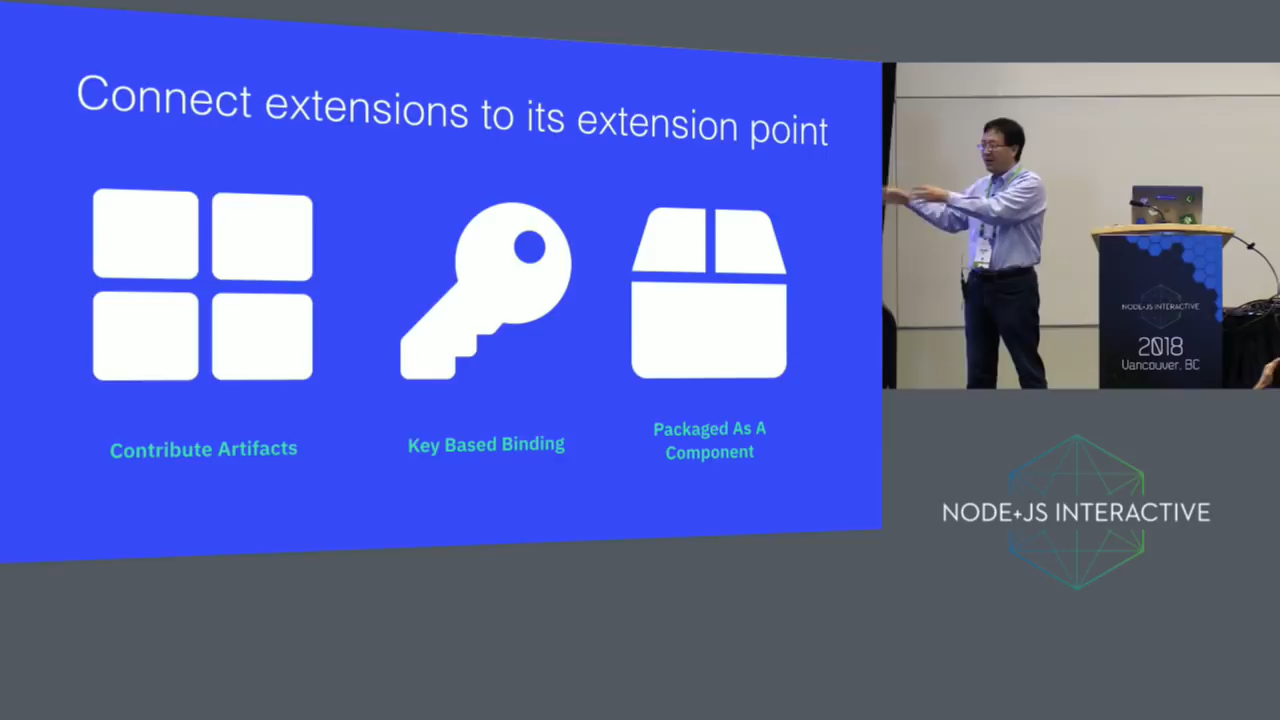 Connect extensions to its extension point
Contribute Artifacts
Key Based Binding
Packaged As A
Component
NODE+JS INTERACTIVE
2018
Vancouver, BC
NODE+JS INTERACTIVE